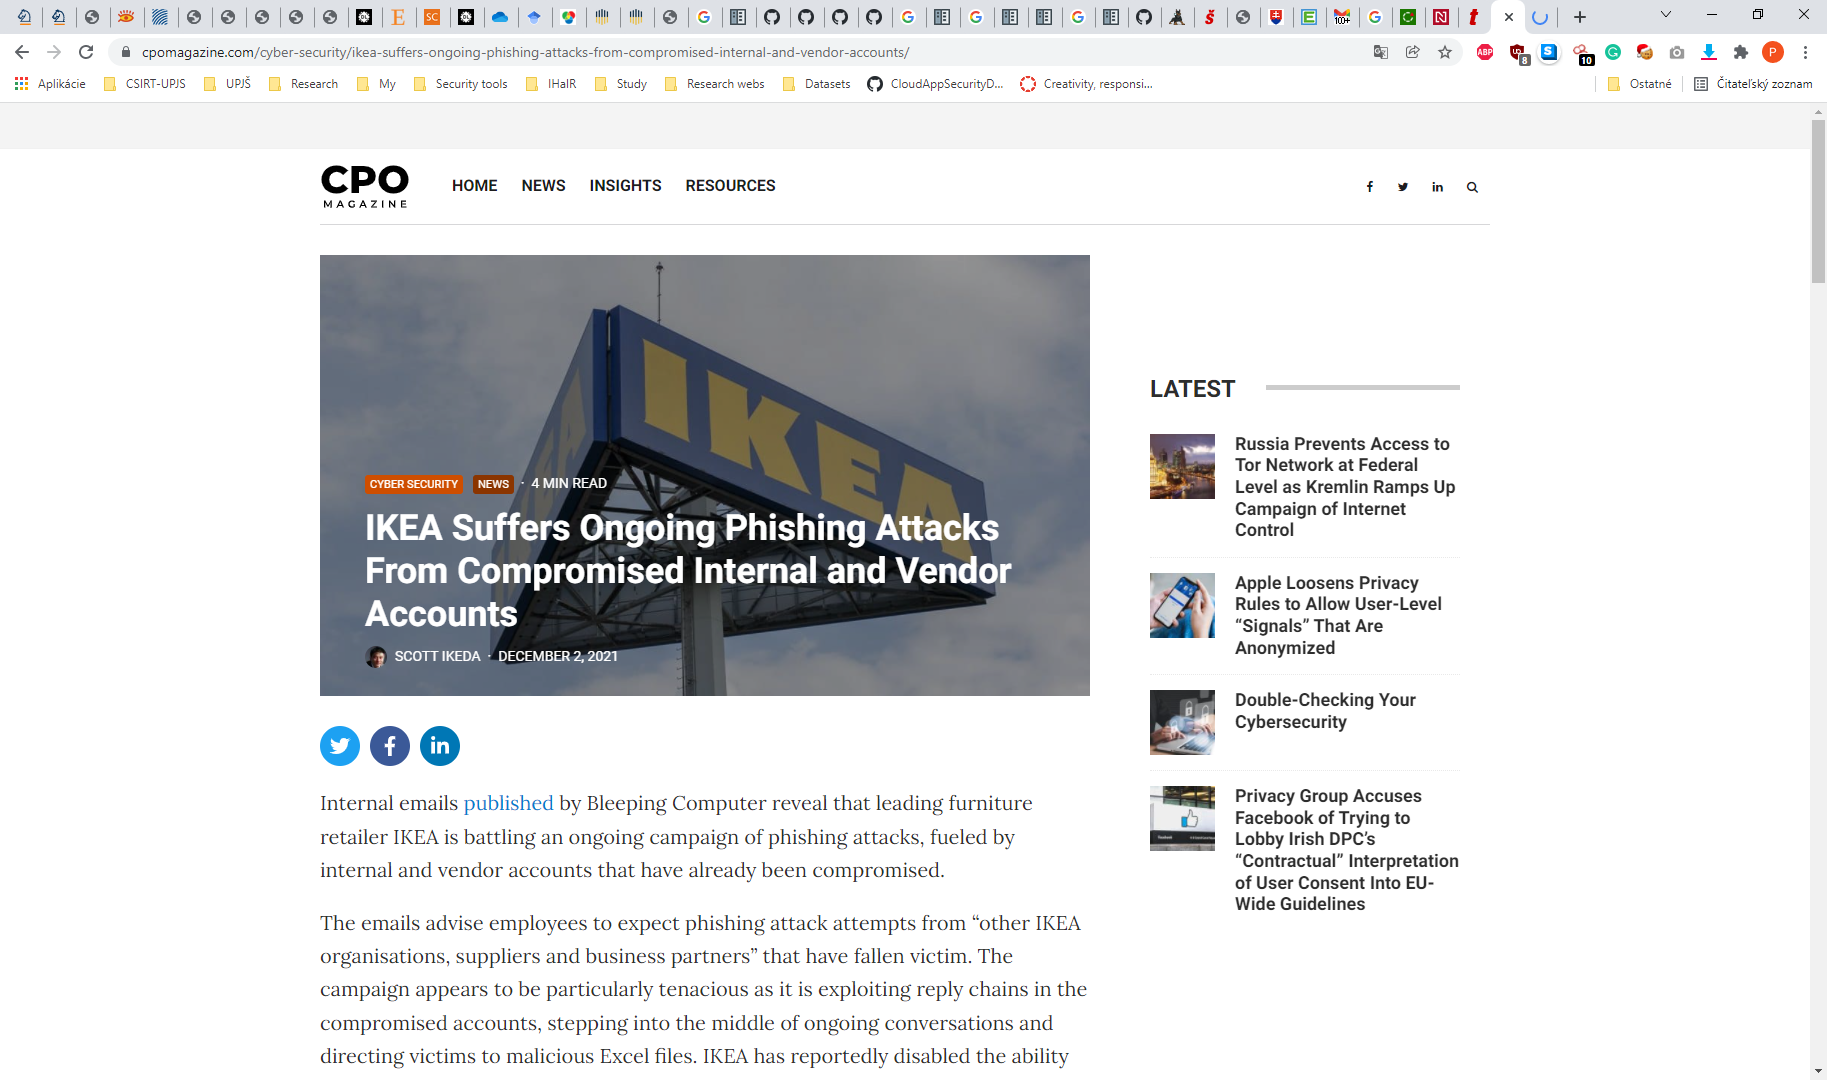 SC
100+
cpomagazine.com/cyber-security/ikea-suffers-ongoing-phishing-attacks-from-compromised-internal-and-vendor-accounts/
ABP
8
10
P
Aplikácie
CSIRT-UPJS
UPJŠ
Research
My
Security tools
IHaIR
Study
Research webs
Datasets
CloudAppSecurityD...
Creativity, responsi...
Ostatné
Čitateľský zoznam
CPO
MAGAZINE
HOME
NEWS
INSIGHTS
RESOURCES
IKEA
CYBER SECURITY
NEWS
· 4 MIN READ
IKEA Suffers Ongoing Phishing Attacks
From Compromised Internal and Vendor
Accounts
SCOTT IKEDA · DECEMBER 2, 2021
Internal emails published by Bleeping Computer reveal that leading furniture
retailer IKEA is battling an ongoing campaign of phishing attacks, fueled by
internal and vendor accounts that have already been compromised.
The emails advise employees to expect phishing attack attempts from “other IKEA
organisations, suppliers and business partners” that have fallen victim. The
campaign appears to be particularly tenacious as it is exploiting reply chains in the
compromised accounts, stepping into the middle of ongoing conversations and
directing victims to malicious Excel files. IKEA has reportedly disabled the ability
LATEST
Russia Prevents Access to
Tor Network at Federal
Level as Kremlin Ramps Up
Campaign of Internet
Control
Apple Loosens Privacy
Rules to Allow User-Level
“Signals” That Are
Anonymized
Double-Checking Your
Cybersecurity
Privacy Group Accuses
Facebook of Trying to
Lobby Irish DPC’s
“Contractual” Interpretation
of User Consent Into EU-
Wide Guidelines